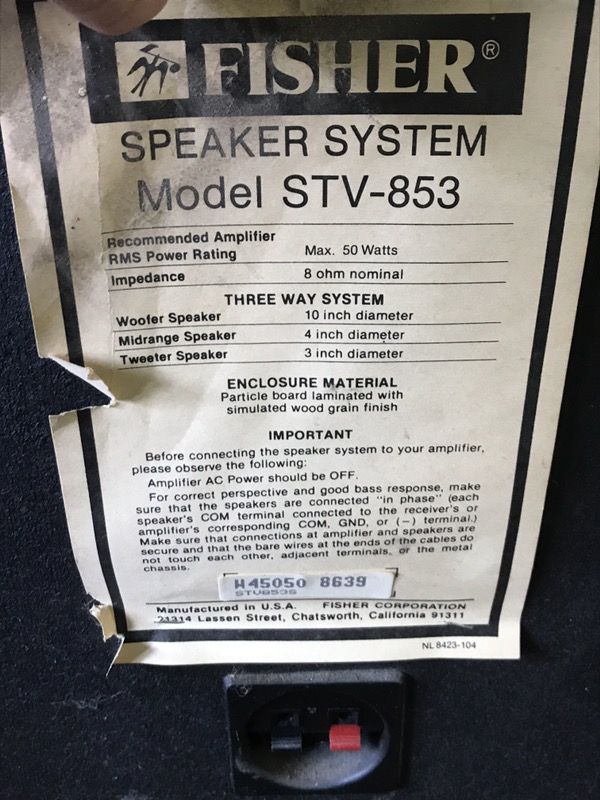 FISHER®
SPEAKER SYSTEM
Model STV-853
Recommended Amplifier
RMS Power Rating Max. 50 Watts
Impedance 8 ohm nominal
THREE WAY SYSTEM
Woofer Speaker 10 inch diameter
Midrange Speaker 4 inch diameter
Tweeter Speaker 3 inch diameter
ENCLOSURE MATERIAL
Particle board laminated with
simulated wood grain finish
IMPORTANT
Before connecting the speaker system to your amplifier,
please observe the following:
Amplifier AC Power should be OFF.
For correct perspective and good bass response, make
sure that the speakers are connected "in phase" (each
speaker's COM terminal connected to the receiver's or
amplifier's corresponding COM, GND, or (−) terminal.)
Make sure that connections at amplifier and speakers are
secure and that the bare wires at the ends of the cables do
not touch each other, adjacent terminals, or the metal
chassis.
W45050 8639
STV853S
Manufactured in U.S.A. FISHER CORPORATION
21314 Lassen Street, Chatsworth, California 91311
NL 8423-104